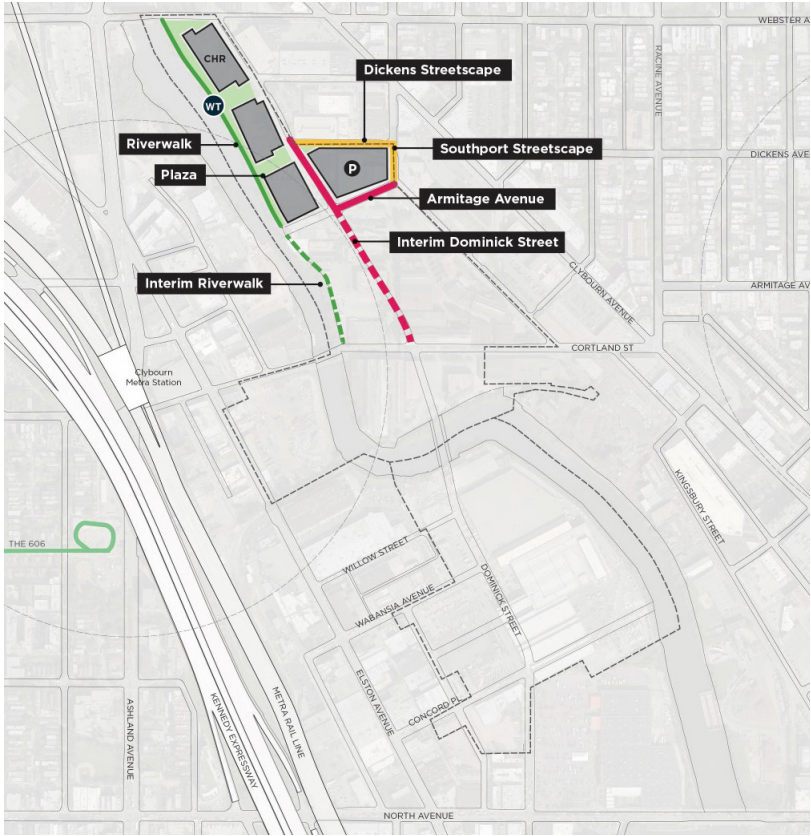 WEBSTER A
CHR
RACINE AVENUE
Dickens Streetscape
WT
Riverwalk
Southport Streetscape
DICKENS AVE
P
Plaza
Armitage Avenue
Interim Dominick Street
CLYBOURN AVENUE
Interim Riverwalk
ARMITAGE AV
CORTLAND ST
Clybourn
Metra Station
KINGSBURY STREET
THE 606
WILLOW STREET
DOMINICK STREET
WABANSIA AVENUE
ELSTON AVENUE
CONCORD PL
ASHLAND AVENUE
KENNEDY EXPRESSWAY
METRA RAIL LINE
NORTH AVENUE